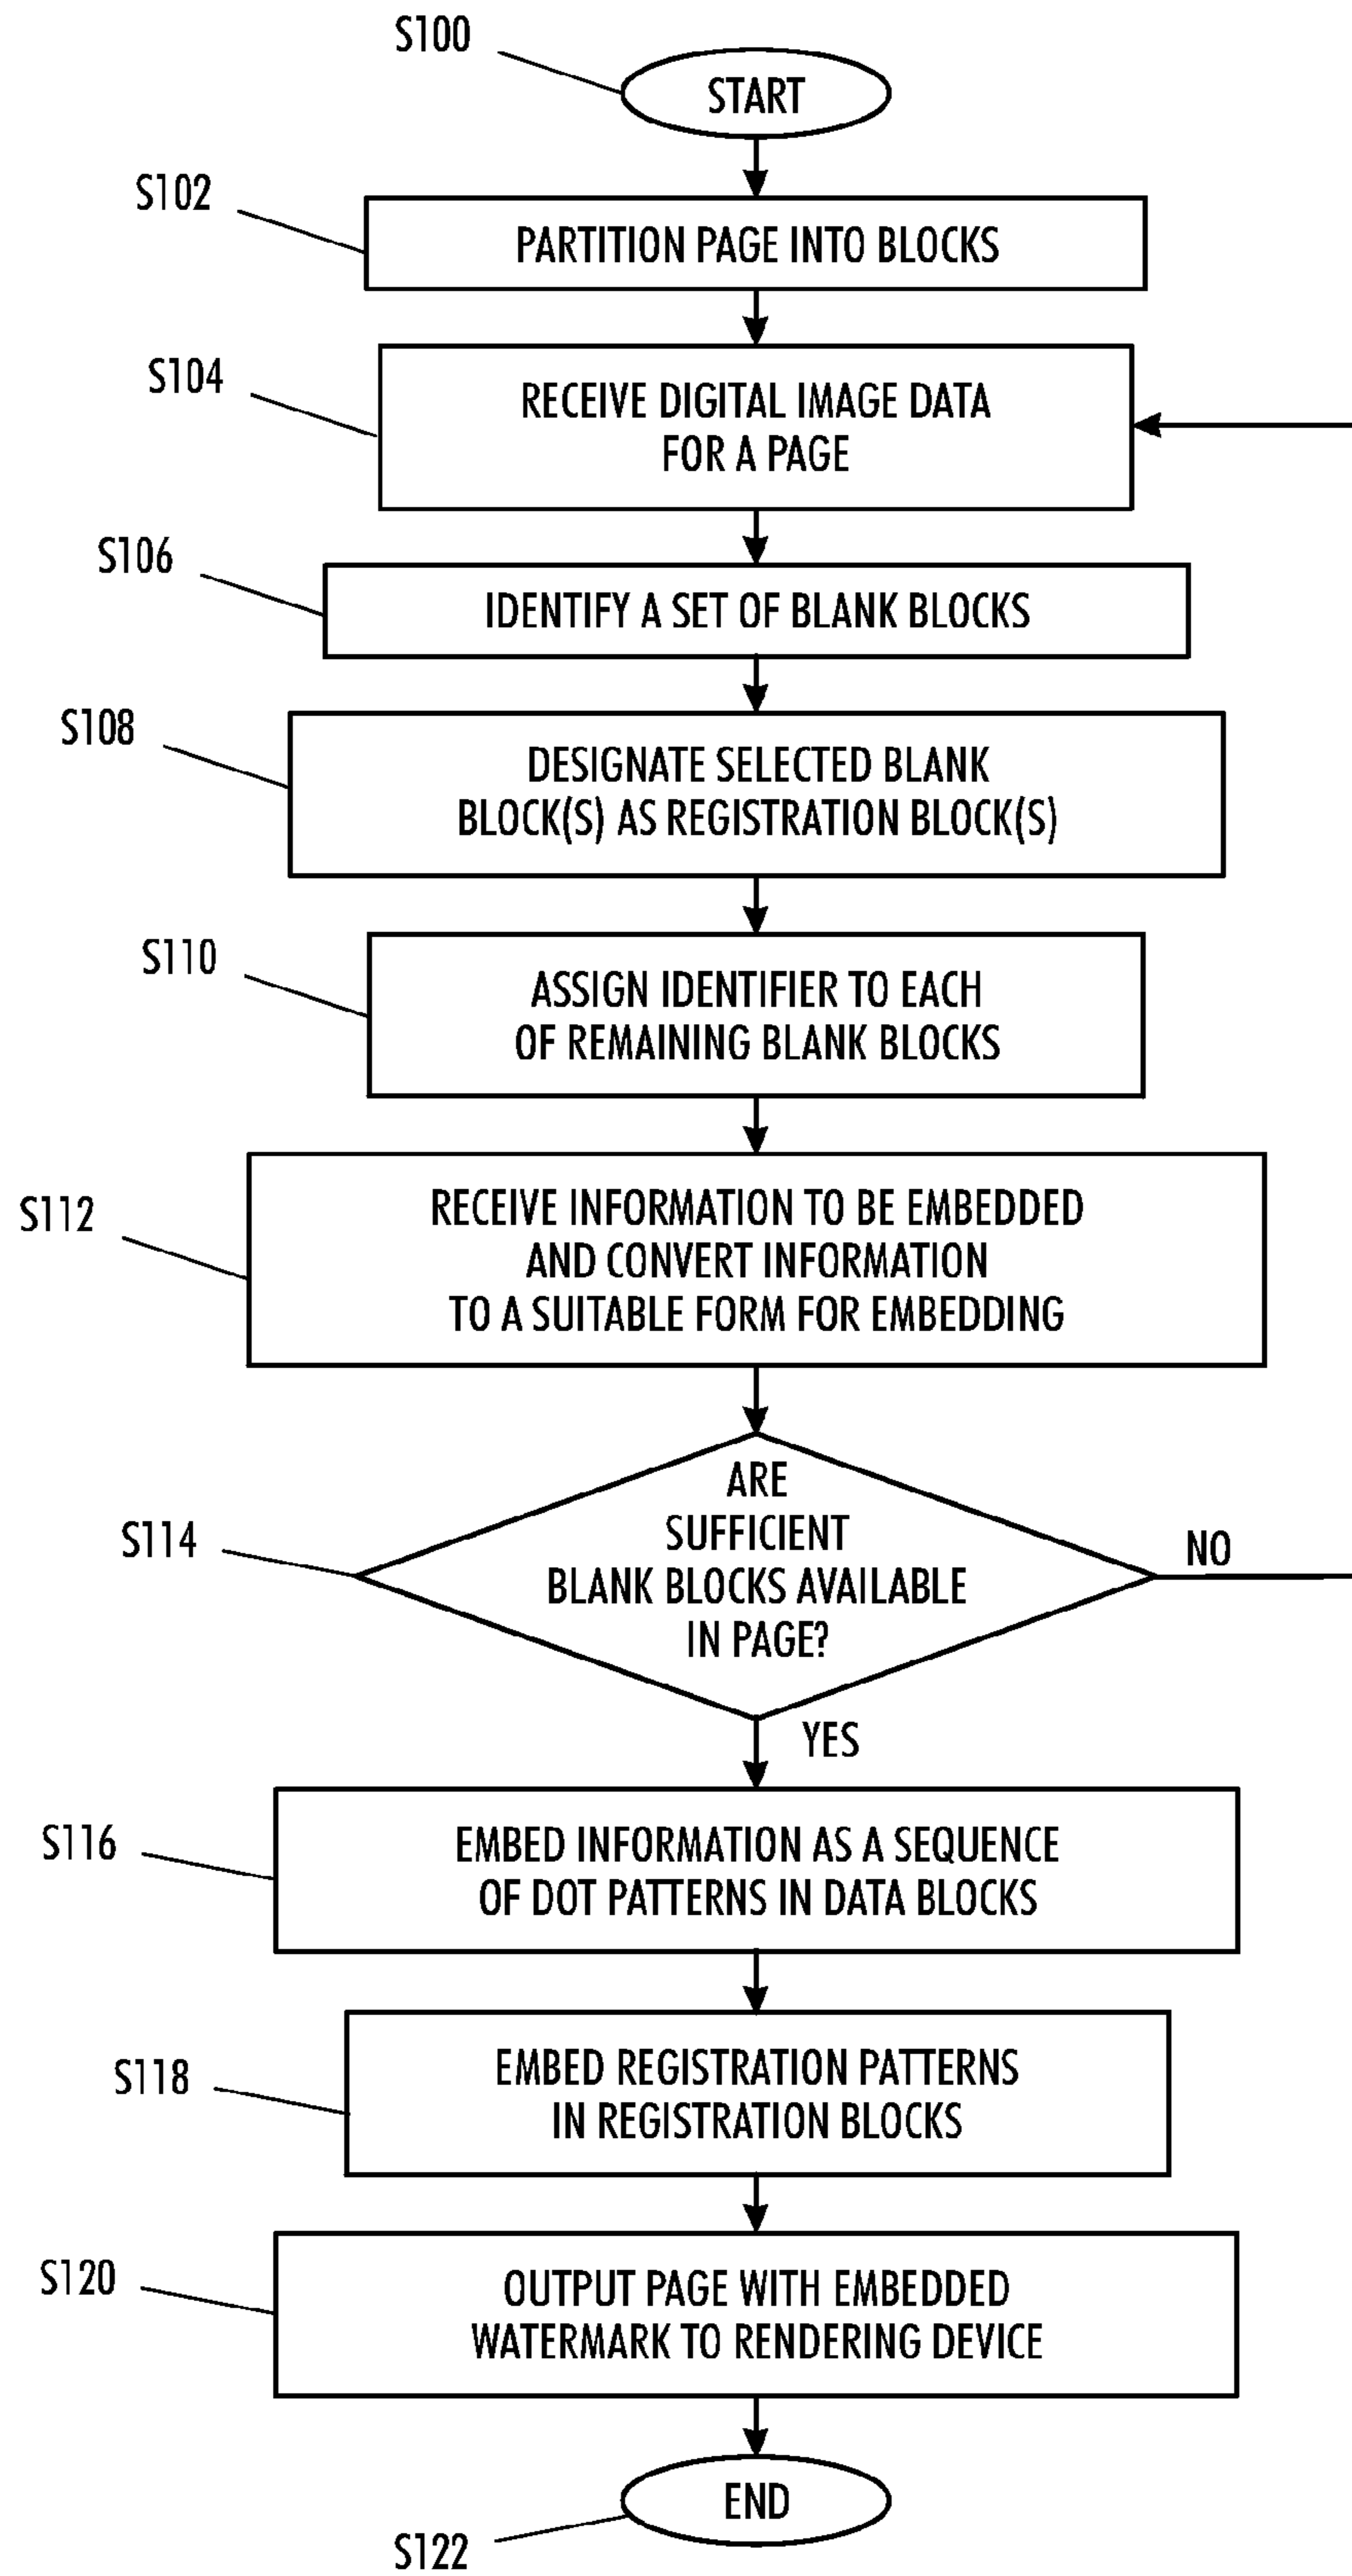 S100
START
S102
PARTITION PAGE INTO BLOCKS
S104
RECEIVE DIGITAL IMAGE DATA
FOR A PAGE
S106
IDENTIFY A SET OF BLANK BLOCKS
S108
DESIGNATE SELECTED BLANK
BLOCK(S) AS REGISTRATION BLOCK(S)
S110
ASSIGN IDENTIFIER TO EACH
OF REMAINING BLANK BLOCKS
S112
RECEIVE INFORMATION TO BE EMBEDDED
AND CONVERT INFORMATION
TO A SUITABLE FORM FOR EMBEDDING
S114
ARE
SUFFICIENT
BLANK BLOCKS AVAILABLE
IN PAGE?
NO
YES
S116
EMBED INFORMATION AS A SEQUENCE
OF DOT PATTERNS IN DATA BLOCKS
S118
EMBED REGISTRATION PATTERNS
IN REGISTRATION BLOCKS
S120
OUTPUT PAGE WITH EMBEDDED
WATERMARK TO RENDERING DEVICE
END
S122